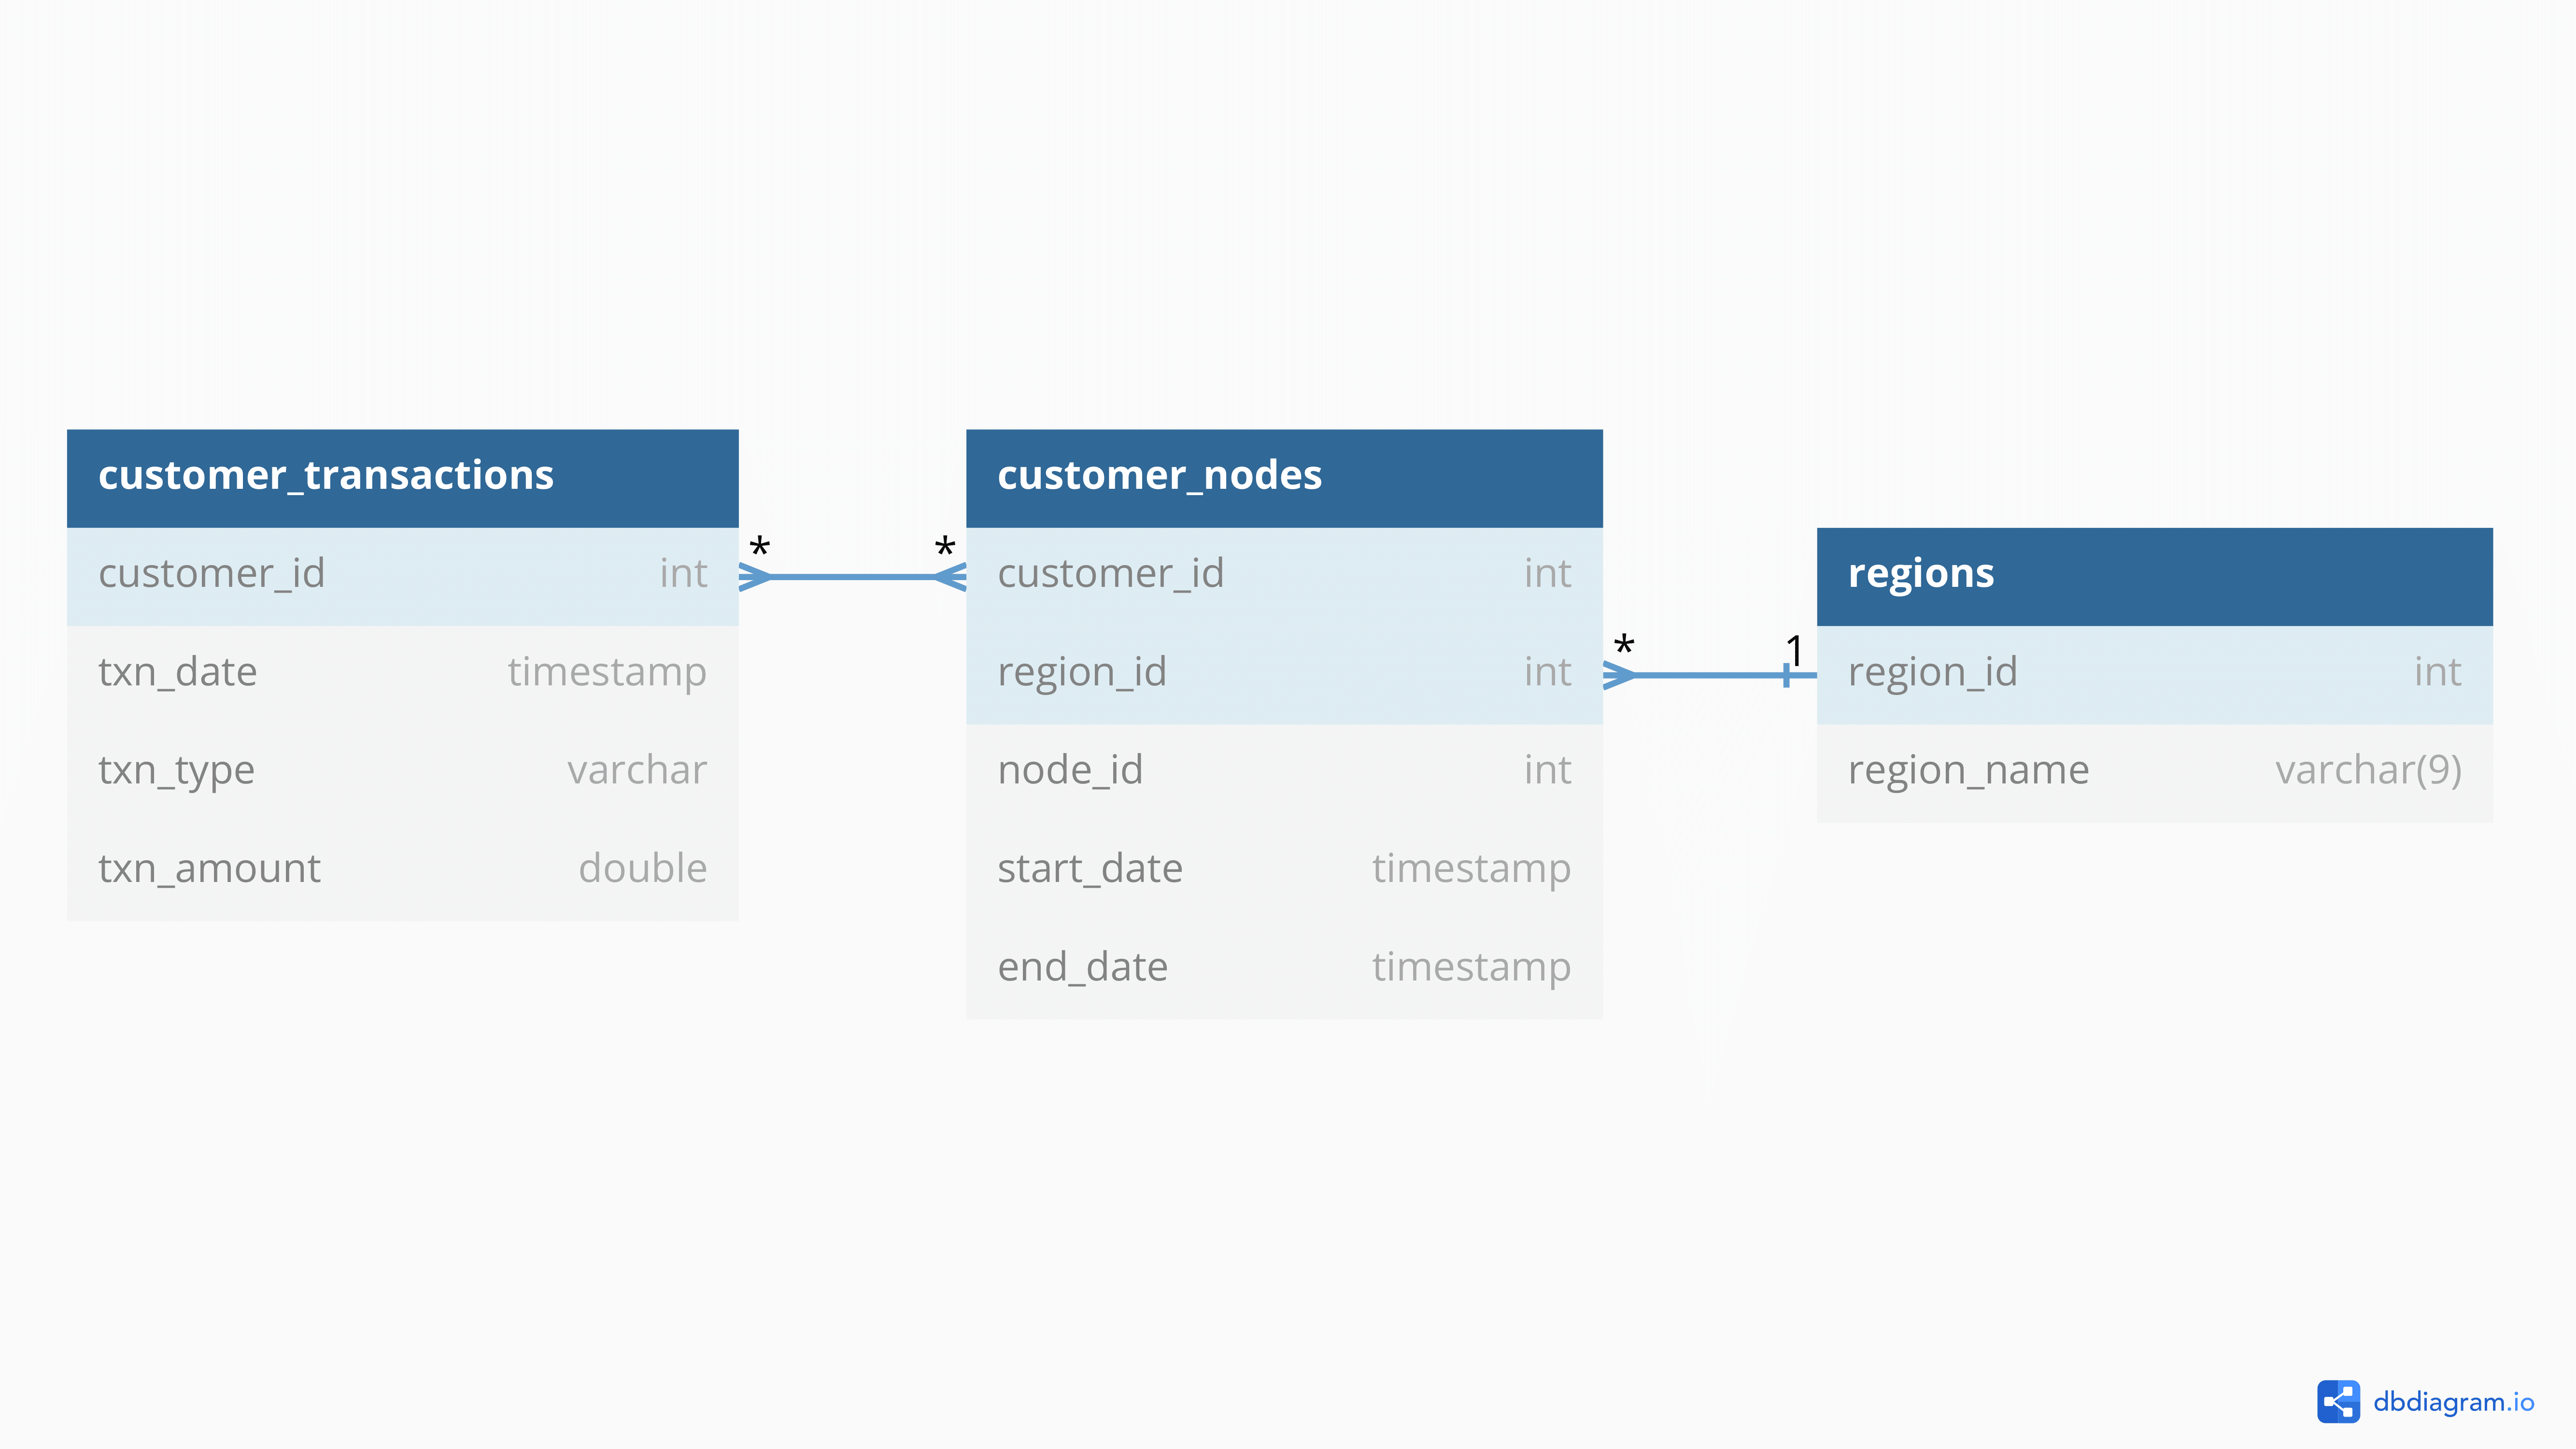 customer_transactions
customer_id int
txn_date timestamp
txn_type varchar
txn_amount double
* *
customer_nodes
customer_id int
region_id int
node_id int
start_date timestamp
end_date timestamp
* 1
regions
region_id int
region_name varchar(9)
dbdiagram.io